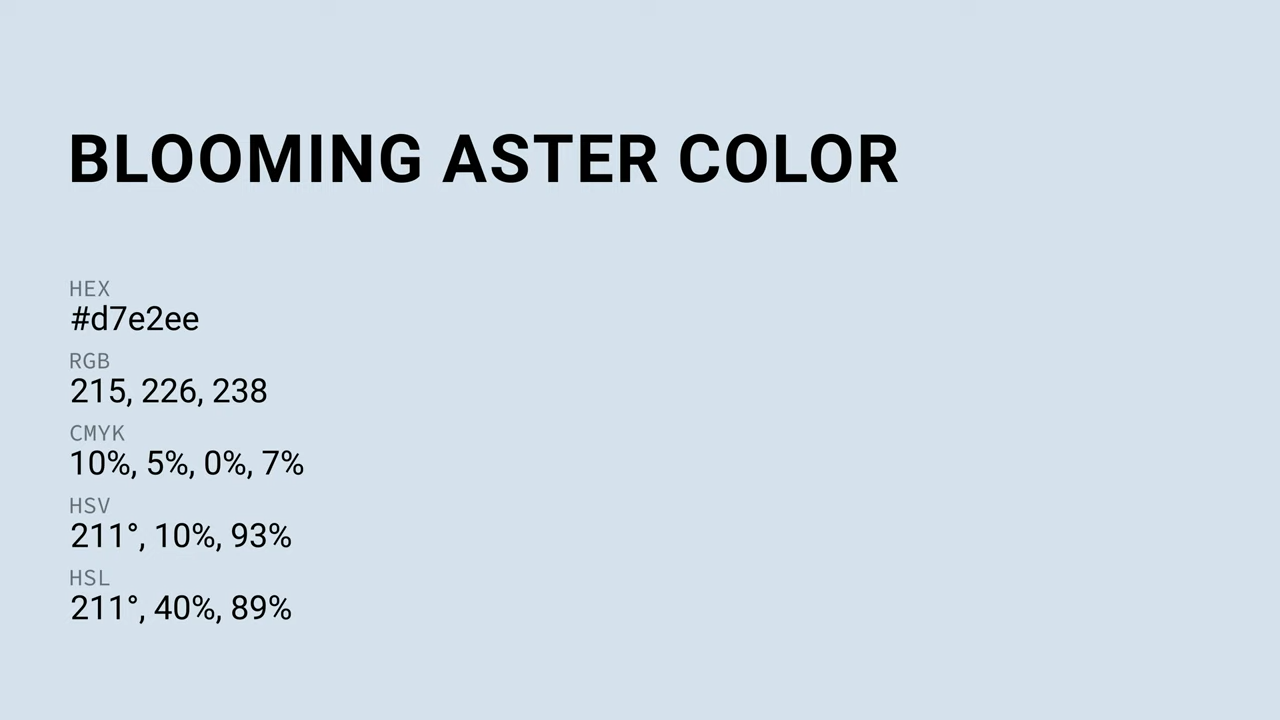 BLOOMING ASTER COLOR
HEX
#d7e2ee
RGB
215, 226, 238
CMYK
10%, 5%, 0%, 7%
HSV
211°, 10%, 93%
HSL
211°, 40%, 89%